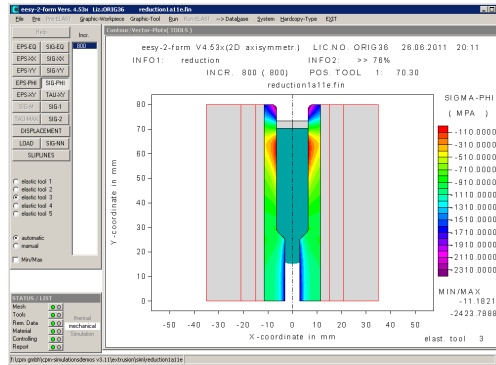 eesy-2-form Vers. 4.53x Liz.ORIG36 reduction1a11e.fin
File Pre Pre-ELAST Graphic-Workpiece Graphic-Tool Run Run-ELAST --> Database System Hardcopy-Type EXIT
Help
Incr.
800
EPS-EQ SIG-EQ
EPS-XX SIG-XX
EPS-YY SIG-YY
EPS-PHI SIG-PHI
EPS-XY TAU-XY
SIG-M SIG-1
TAU-MAX SIG-2
DISPLACEMENT
LOAD SIG-NN
SLIPLINES
elastic tool 1
elastic tool 2
elastic tool 3
elastic tool 4
elastic tool 5
automatic
manual
Min/Max
STATUS / LIST
Mesh
Tools
Rem. Data
Material
Controlling
Report
thermal
mechanical
Simulation
Contour/Vector-Plots( TOOLS )
eesy-2-form V4.53x(2D axisymmetr.) LIC.NO. ORIG36 26.06.2011 20:11
INFO1: reduction INFO2: >> 76%
INCR. 800 ( 800) POS. TOOL 1: 70.30
reduction1a11e.fin
SIGMA-PHI
( MPA )
-110.0000
-310.0000
-510.0000
-710.0000
-910.0000
-1110.0000
-1310.0000
-1510.0000
-1710.0000
-1910.0000
-2110.0000
-2310.0000
MIN/MAX
-11.1821
-2423.7888
elast. tool 3
Y-coordinate in mm
80
70
60
50
40
30
20
10
0
-50 -40 -30 -20 -10 0 10 20 30 40 50
X-coordinate in mm
f:\cpm gmbh\cpm-simulationsdemos v3.11\extrusion\siml\reduction1a11e